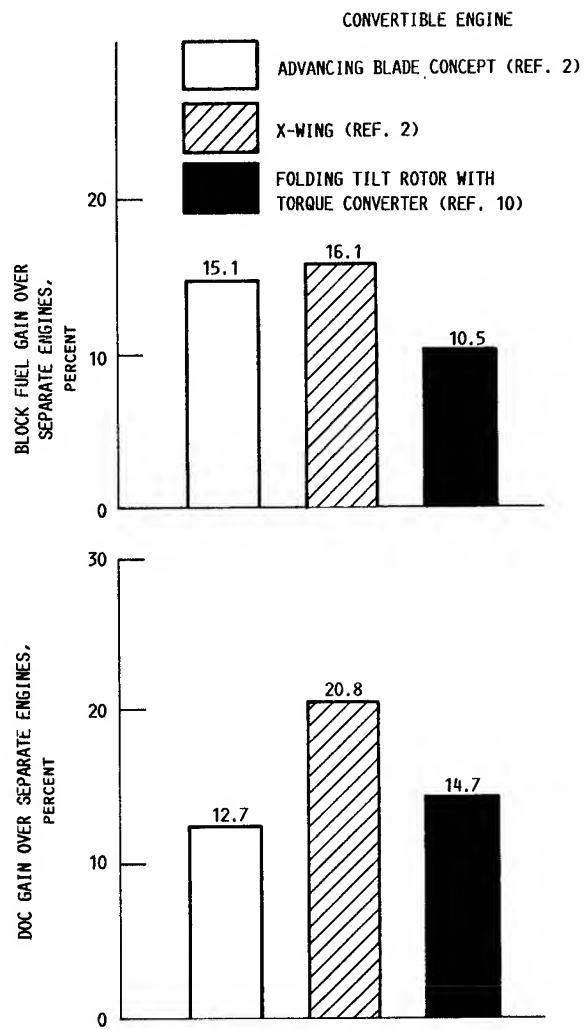 CONVERTIBLE ENGINE
ADVANCING BLADE CONCEPT (REF. 2)
X-WING (REF. 2)
FOLDING TILT ROTOR WITH
TORQUE CONVERTER (REF. 10)
BLOCK FUEL GAIN OVER
SEPARATE ENGINES,
PERCENT
20
10
0
15.1
16.1
10.5
DOC GAIN OVER SEPARATE ENGINES,
PERCENT
30
20
10
0
12.7
20.8
14.7